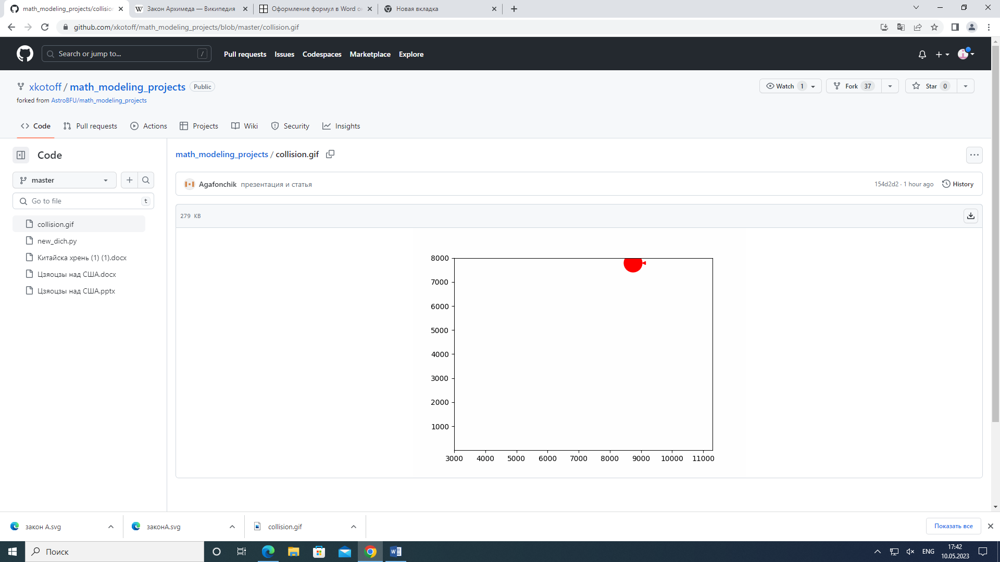 math_modeling_projects/collision
Закон Архимеда — Википедия
Оформление формул в Word он
Новая вкладка
github.com/xkotoff/math_modeling_projects/blob/master/collision.gif
Search or jump to...
/
Pull requests
Issues
Codespaces
Marketplace
Explore
xkotoff / math_modeling_projects
Public
Watch 1
Fork 37
Star 0
forked from AstroBFU/math_modeling_projects
Code
Pull requests
Actions
Projects
Wiki
Security
Insights
Code
master
Go to file
t
collision.gif
new_dich.py
Китайска хрень (1) (1).docx
Цзяоцзы над США.docx
Цзяоцзы над США.pptx
math_modeling_projects / collision.gif
Agafonchik презентация и статья
154d2d2 · 1 hour ago
History
279 KB
8000
7000
6000
5000
4000
3000
2000
1000
3000 4000 5000 6000 7000 8000 9000 10000 11000
закон A.svg
законA.svg
collision.gif
Показать все
Поиск
ENG
17:42
10.05.2023